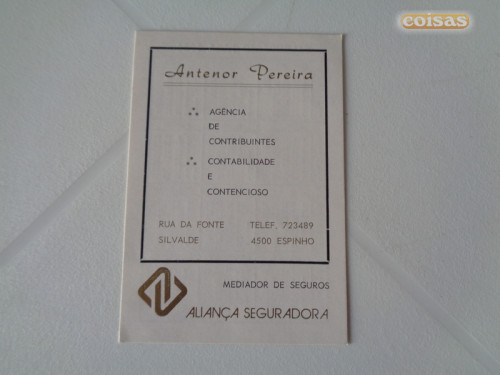 coisas
Antenor Pereira
AGÊNCIA
DE
CONTRIBUINTES
CONTABILIDADE
E
CONTENCIOSO
RUA DA FONTE TELEF. 723489
SILVALDE 4500 ESPINHO
MEDIADOR DE SEGUROS
ALIANÇA SEGURADORA